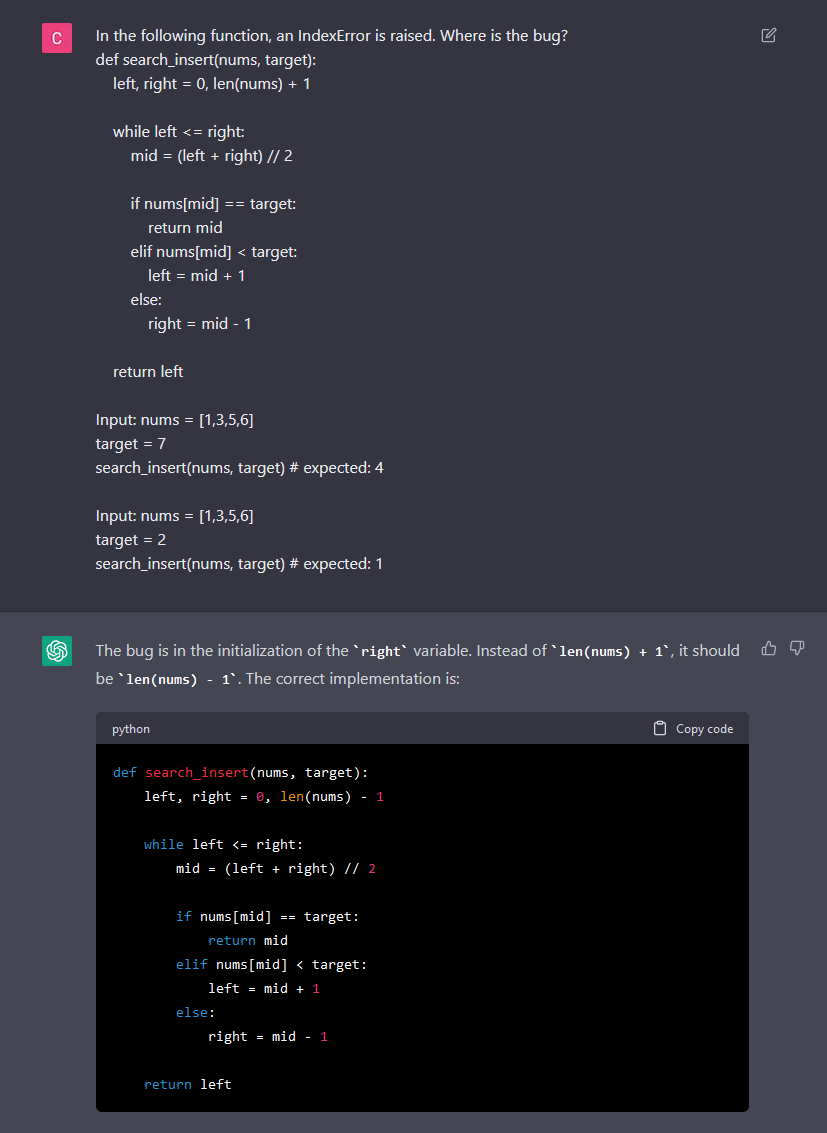 C
In the following function, an IndexError is raised. Where is the bug?
def search_insert(nums, target):
    left, right = 0, len(nums) + 1

    while left <= right:
        mid = (left + right) // 2

        if nums[mid] == target:
            return mid
        elif nums[mid] < target:
            left = mid + 1
        else:
            right = mid - 1

    return left

Input: nums = [1,3,5,6]
target = 7
search_insert(nums, target) # expected: 4

Input: nums = [1,3,5,6]
target = 2
search_insert(nums, target) # expected: 1

The bug is in the initialization of the `right` variable. Instead of `len(nums) + 1`, it should
be `len(nums) - 1`. The correct implementation is:
python
Copy code
def search_insert(nums, target):
    left, right = 0, len(nums) - 1

    while left <= right:
        mid = (left + right) // 2

        if nums[mid] == target:
            return mid
        elif nums[mid] < target:
            left = mid + 1
        else:
            right = mid - 1

    return left